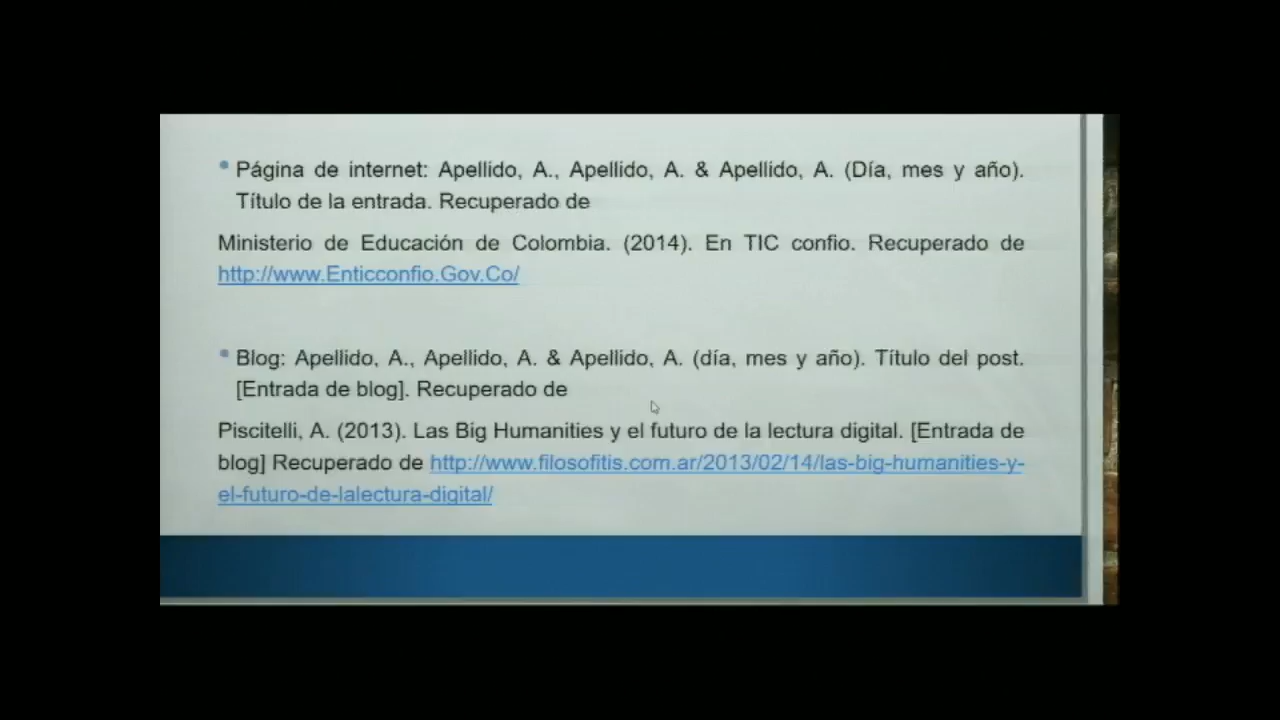 • Página de internet: Apellido, A., Apellido, A. & Apellido, A. (Día, mes y año).
Título de la entrada. Recuperado de
Ministerio de Educación de Colombia. (2014). En TIC confio. Recuperado de
http://www.Enticconfio.Gov.Co/
• Blog: Apellido, A., Apellido, A. & Apellido, A. (día, mes y año). Título del post.
[Entrada de blog]. Recuperado de
Piscitelli, A. (2013). Las Big Humanities y el futuro de la lectura digital. [Entrada de
blog] Recuperado de http://www.filosofitis.com.ar/2013/02/14/las-big-humanities-y-
el-futuro-de-lalectura-digital/